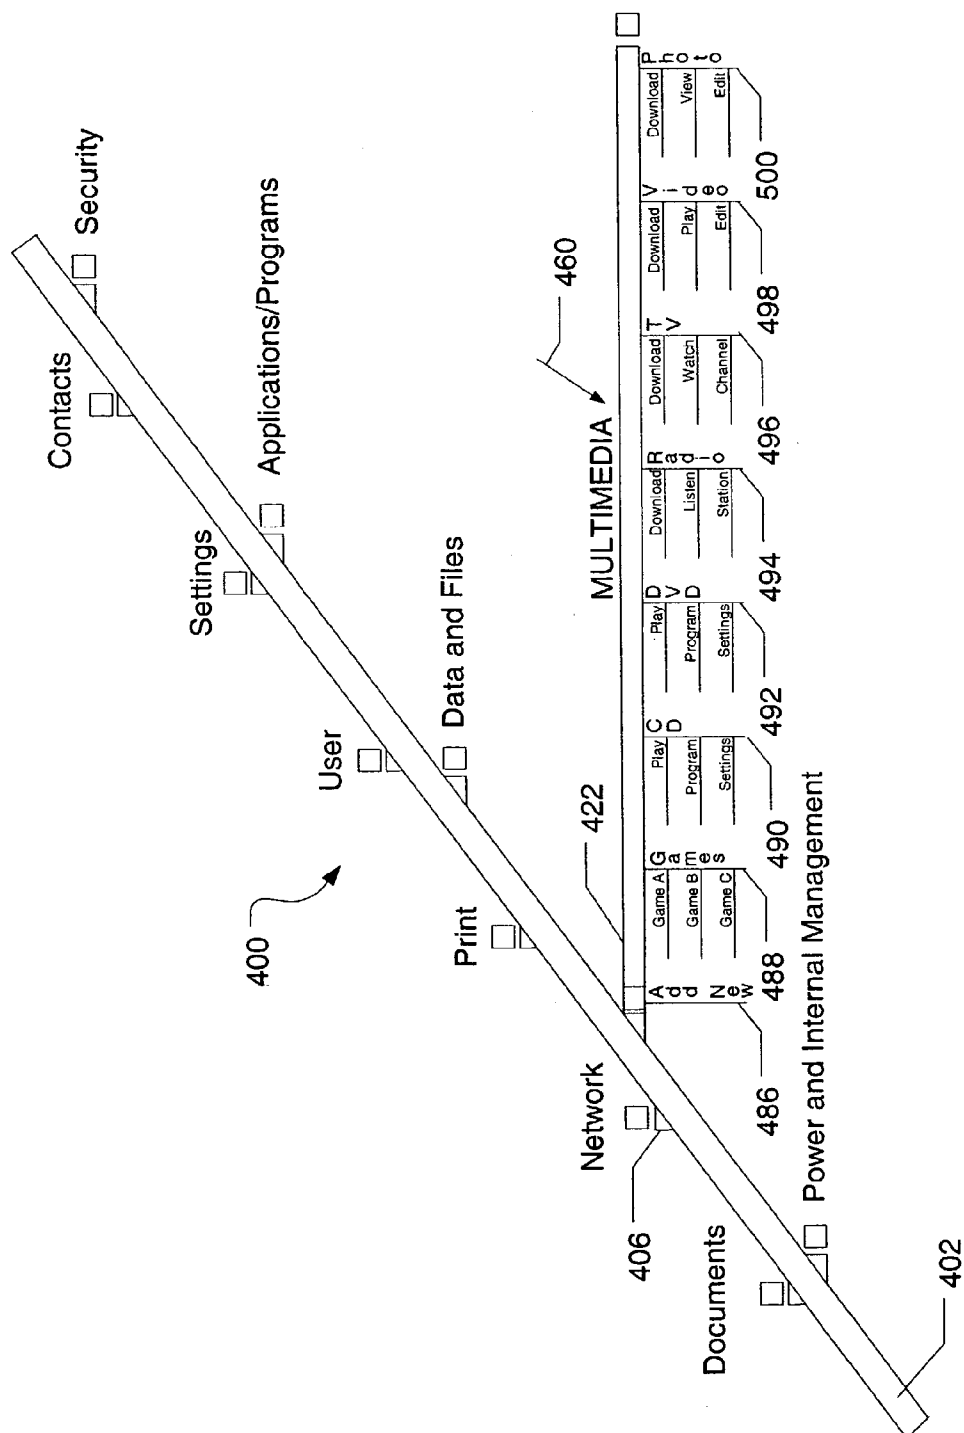 Contacts
Security
Settings
Applications/Programs
User
Data and Files
400
Print
Network
406
Documents
Power and Internal Management
402
422
MULTIMEDIA
460
Add New
486
Games
Game A
Game B
Game C
488
CD
Play
Program
Settings
490
DVD
Play
Program
Settings
492
Radio
Download
Listen
Station
494
TV
Download
Watch
Channel
496
Video
Download
Play
Edit
498
Photo
Download
View
Edit
500